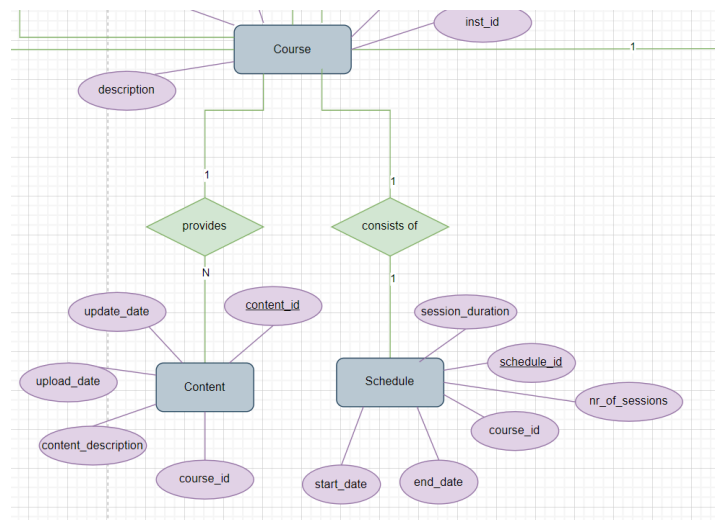 inst_id
Course
1
description
1
1
provides
consists of
N
1
update_date
content_id
session_duration
schedule_id
upload_date
Content
Schedule
nr_of_sessions
content_description
course_id
course_id
start_date
end_date